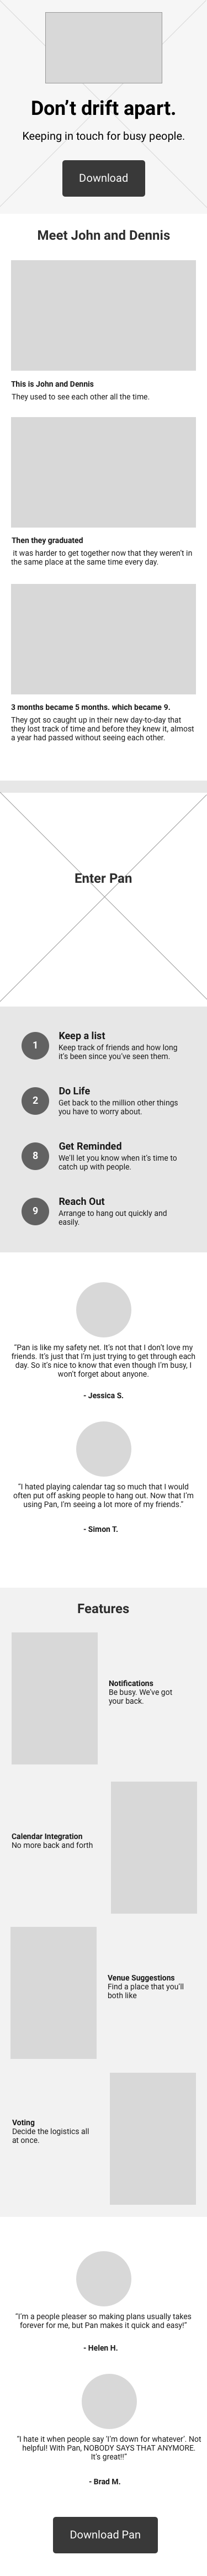 Don't drift apart.
Keeping in touch for busy people.
Download
Meet John and Dennis
This is John and Dennis
They used to see each other all the time.
Then they graduated
it was harder to get together now that they weren't in
the same place at the same time every day.
3 months became 5 months. which became 9.
They got so caught up in their new day-to-day that
they lost track of time and before they knew it, almost
a year had passed without seeing each other.
Enter Pan
1
Keep a list
Keep track of friends and how long
it's been since you've seen them.
2
Do Life
Get back to the million other things
you have to worry about.
8
Get Reminded
We'll let you know when it's time to
catch up with people.
9
Reach Out
Arrange to hang out quickly and
easily.
"Pan is like my safety net. It's not that I don't love my
friends. It's just that I'm just trying to get through each
day. So it's nice to know that even though I'm busy, I
won't forget about anyone.
- Jessica S.
"I hated playing calendar tag so much that I would
often put off asking people to hang out. Now that I'm
using Pan, I'm seeing a lot more of my friends."
- Simon T.
Features
Notifications
Be busy. We've got
your back.
Calendar Integration
No more back and forth
Venue Suggestions
Find a place that you'll
both like
Voting
Decide the logistics all
at once.
"I'm a people pleaser so making plans usually takes
forever for me, but Pan makes it quick and easy!"
- Helen H.
"I hate it when people say 'I'm down for whatever'. Not
helpful! With Pan, NOBODY SAYS THAT ANYMORE.
It's great!!"
- Brad M.
Download Pan